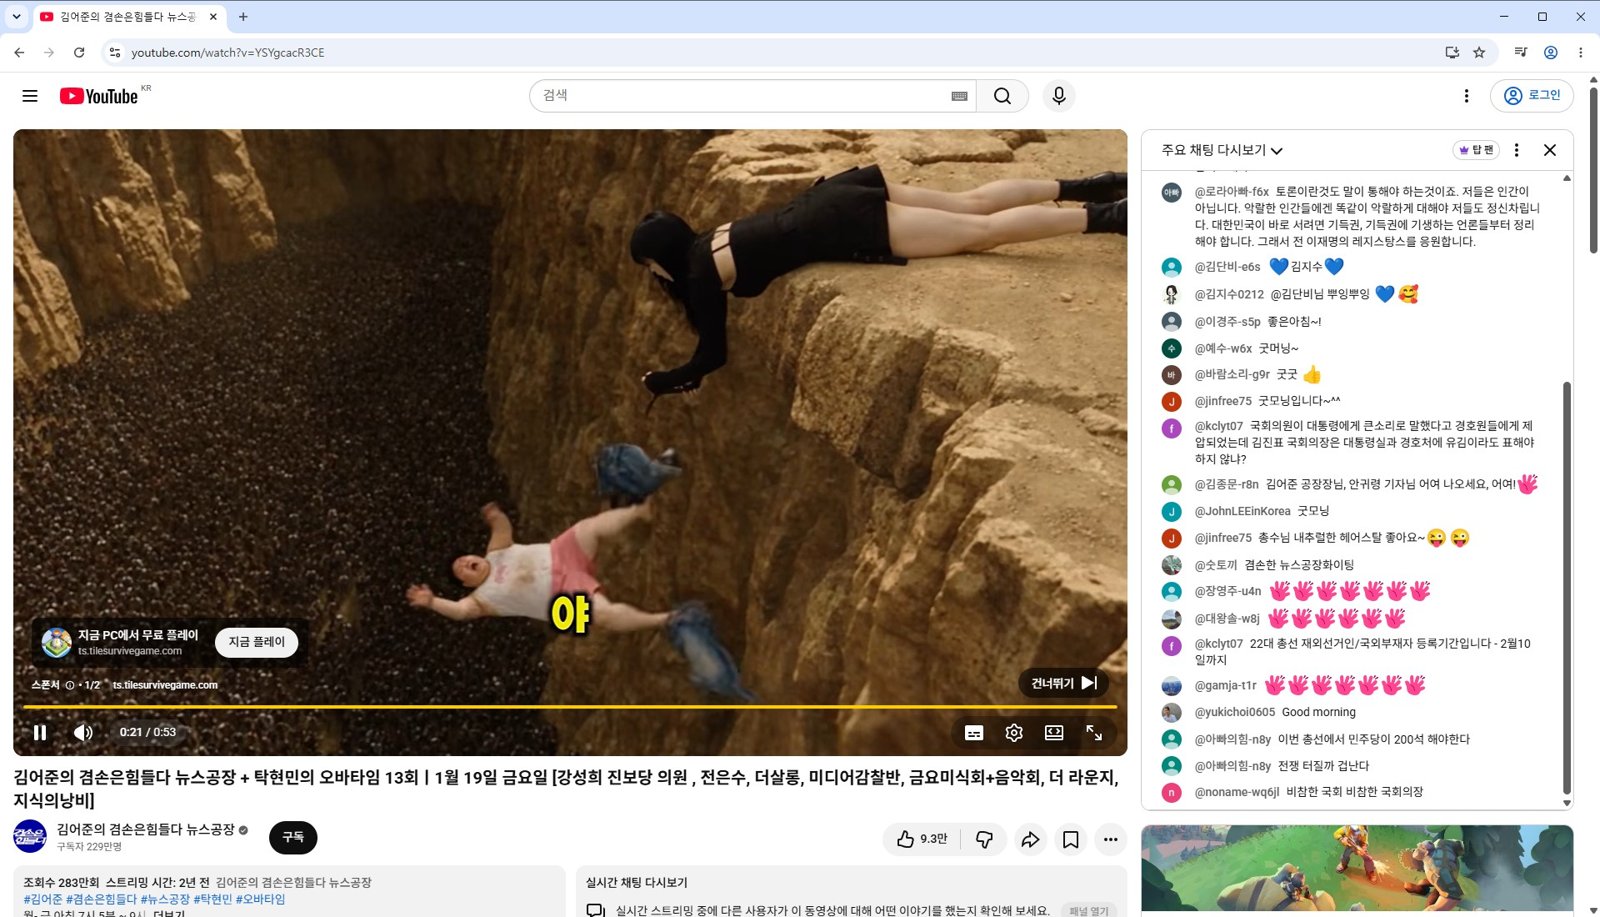 김어준의 겸손은힘들다 뉴스공
youtube.com/watch?v=YSYgcacR3CE
YouTube KR
검색
로그인
야
지금 PC에서 무료 플레이
ts.tilesurvivegame.com
지금 플레이
스폰서 · 1/2 ts.tilesurvivegame.com
건너뛰기
0:21 / 0:53
김어준의 겸손은힘들다 뉴스공장 + 탁현민의 오바타임 13회ㅣ1월 19일 금요일 [강성희 진보당 의원 , 전은수, 더살롱, 미디어감찰반, 금요미식회+음악회, 더 라운지,
지식의낭비]
김어준의 겸손은힘들다 뉴스공장
구독자 229만명
구독
9.3만
조회수 283만회 스트리밍 시간: 2년 전 김어준의 겸손은힘들다 뉴스공장
#김어준 #겸손은힘들다 #뉴스공장 #탁현민 #오바타임
월- 금 아침 7시 5분 ~ 9시 더보기
실시간 채팅 다시보기
실시간 스트리밍 중에 다른 사용자가 이 동영상에 대해 어떤 이야기를 했는지 확인해 보세요.
패널 열기
주요 채팅 다시보기
탑 팬
아빠 @로라아빠-f6x 토론이란것도 말이 통해야 하는것이죠. 저들은 인간이
아닙니다. 악랄한 인간들에겐 똑같이 악랄하게 대해야 저들도 정신차립니
다. 대한민국이 바로 서려면 기득권, 기득권에 기생하는 언론들부터 정리
해야 합니다. 그래서 전 이재명의 레지스탕스를 응원합니다.
@김단비-e6s 💙김지수💙
@김지수0212 @김단비님 뿌잉뿌잉 💙🥰
@이경주-s5p 좋은아침~!
수 @예수-w6x 굿머닝~
바 @바람소리-g9r 굿굿 👍
J @jinfree75 굿모닝입니다~^^
f @kclyt07 국회의원이 대통령에게 큰소리로 말했다고 경호원들에게 제
압되었는데 김진표 국회의장은 대통령실과 경호처에 유김이라도 표해야
하지 않냐?
@김종문-r8n 김어준 공장장님, 안귀령 기자님 어여 나오세요, 어여!
J @JohnLEEinKorea 굿모닝
J @jinfree75 총수님 내추럴한 헤어스탈 좋아요~😜😜
@숫토끼 겸손한 뉴스공장화이팅
@장영주-u4n
@대왕솔-w8j
f @kclyt07 22대 총선 재외선거인/국외부재자 등록기간입니다 - 2월10
일까지
@gamja-t1r
@yukichoi0605 Good morning
@아빠의힘-n8y 이번 총선에서 민주당이 200석 해야한다
@아빠의힘-n8y 전쟁 터질까 겁난다
n @noname-wq6jl 비참한 국회 비참한 국회의장